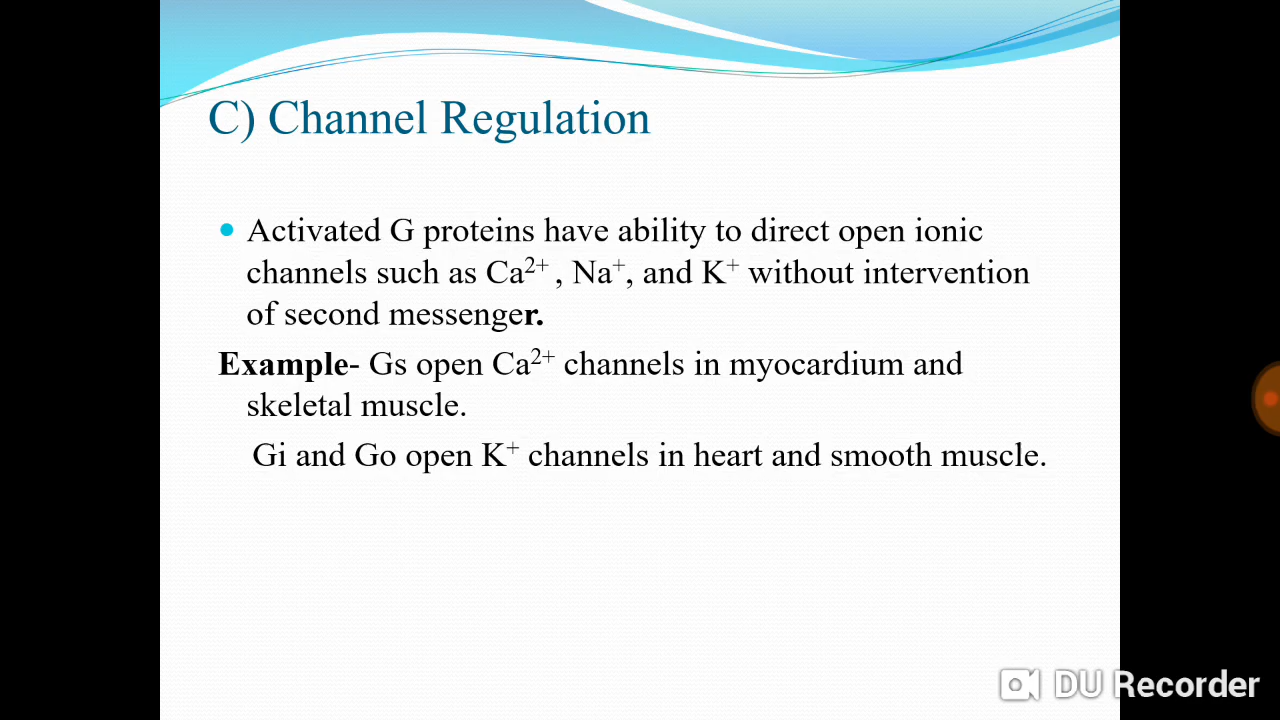 C) Channel Regulation
Activated G proteins have ability to direct open ionic
channels such as Ca²⁺ , Na⁺, and K⁺ without intervention
of second messenger.
Example- Gs open Ca²⁺ channels in myocardium and
skeletal muscle.
Gi and Go open K⁺ channels in heart and smooth muscle.
DU Recorder